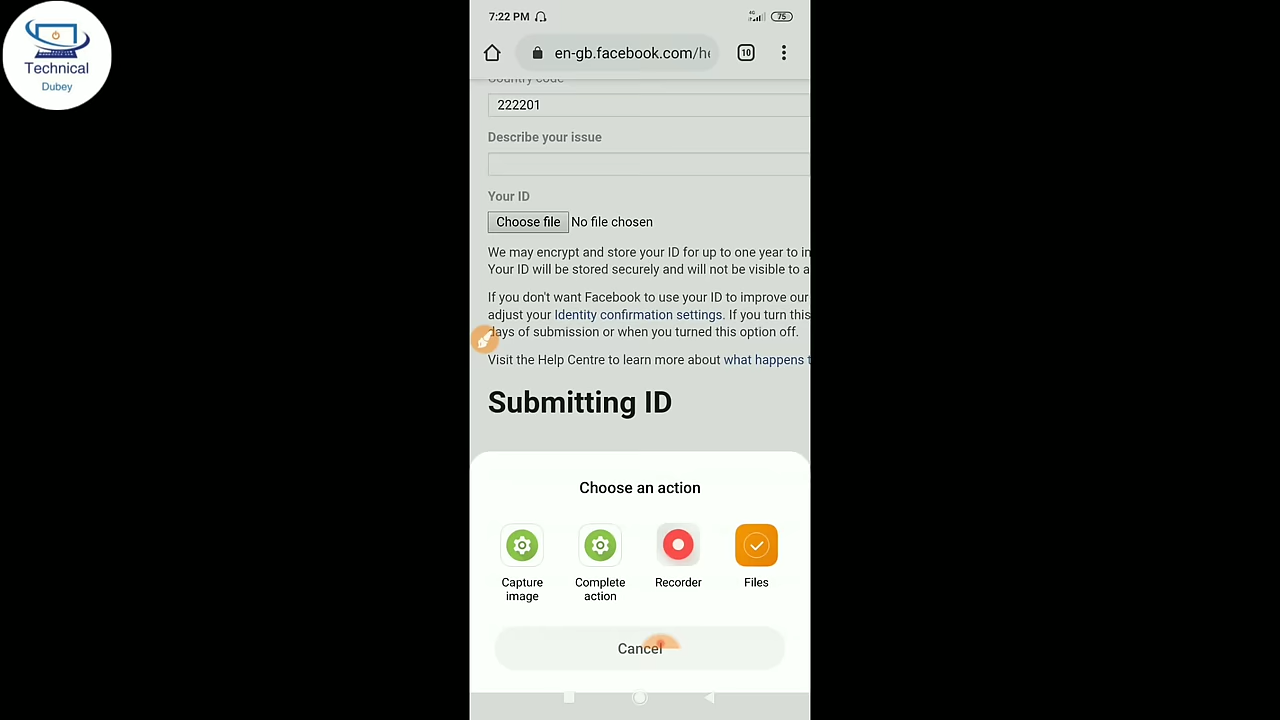 Technical
Dubey
7:22 PM
4G
75
en-gb.facebook.com/he
10
Country code
222201
Describe your issue
Your ID
Choose file No file chosen
We may encrypt and store your ID for up to one year to in
Your ID will be stored securely and will not be visible to a
If you don't want Facebook to use your ID to improve our
adjust your Identity confirmation settings. If you turn this
days of submission or when you turned this option off.
Visit the Help Centre to learn more about what happens t
Submitting ID
Choose an action
Capture image
Complete action
Recorder
Files
Cancel